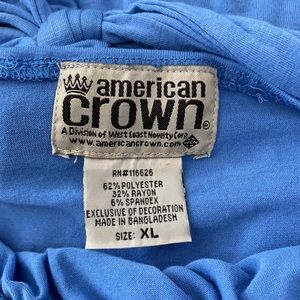 american
crown®
A Division of West Coast Novelty Corp.
www.americancrown.com
RN#116626
62% POLYESTER
32% RAYON
6% SPANDEX
EXCLUSIVE OF DECORATION
MADE IN BANGLADESH
SIZE: XL